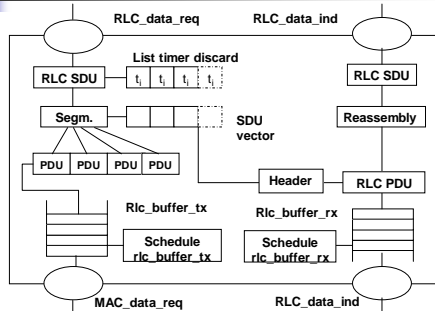 RLC_data_req
RLC_data_ind
List timer discard
RLC SDU
ti ti ti ti
RLC SDU
Segm.
SDU
vector
Reassembly
PDU PDU PDU PDU
Header
RLC PDU
Rlc_buffer_tx
Rlc_buffer_rx
Schedule
rlc_buffer_tx
Schedule
rlc_buffer_rx
MAC_data_req
RLC_data_ind